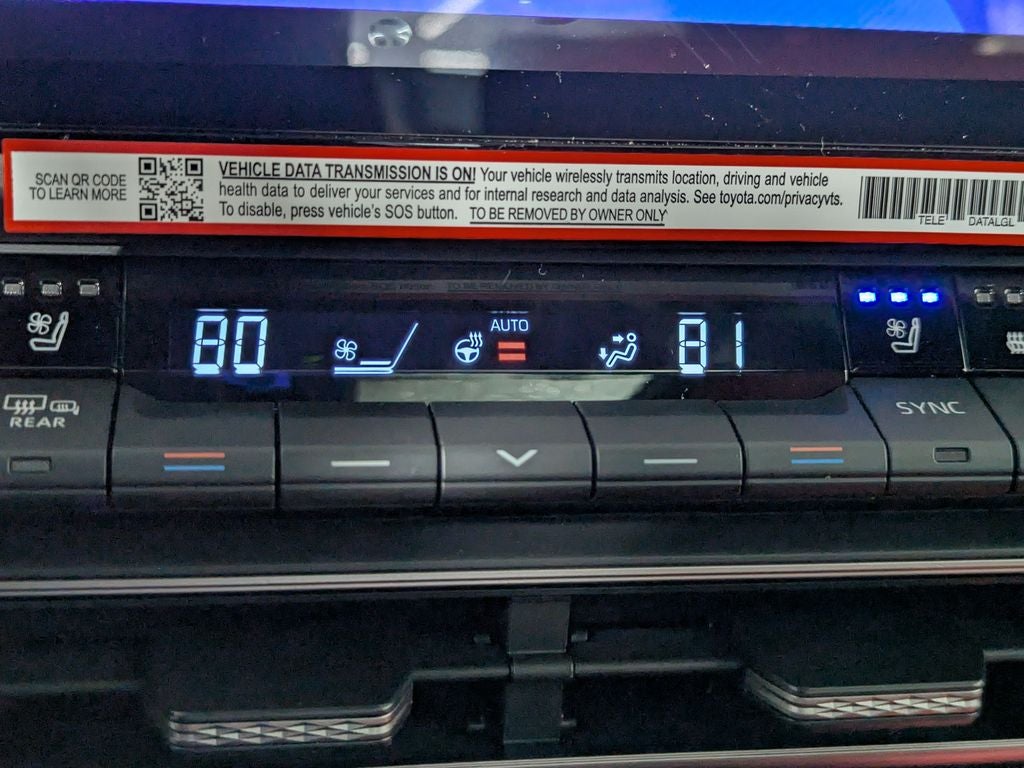 SCAN QR CODE
TO LEARN MORE
VEHICLE DATA TRANSMISSION IS ON! Your vehicle wirelessly transmits location, driving and vehicle
health data to deliver your services and for internal research and data analysis. See toyota.com/privacyvts.
To disable, press vehicle's SOS button. TO BE REMOVED BY OWNER ONLY
TELE DATALGL
80
AUTO
81
REAR
SYNC